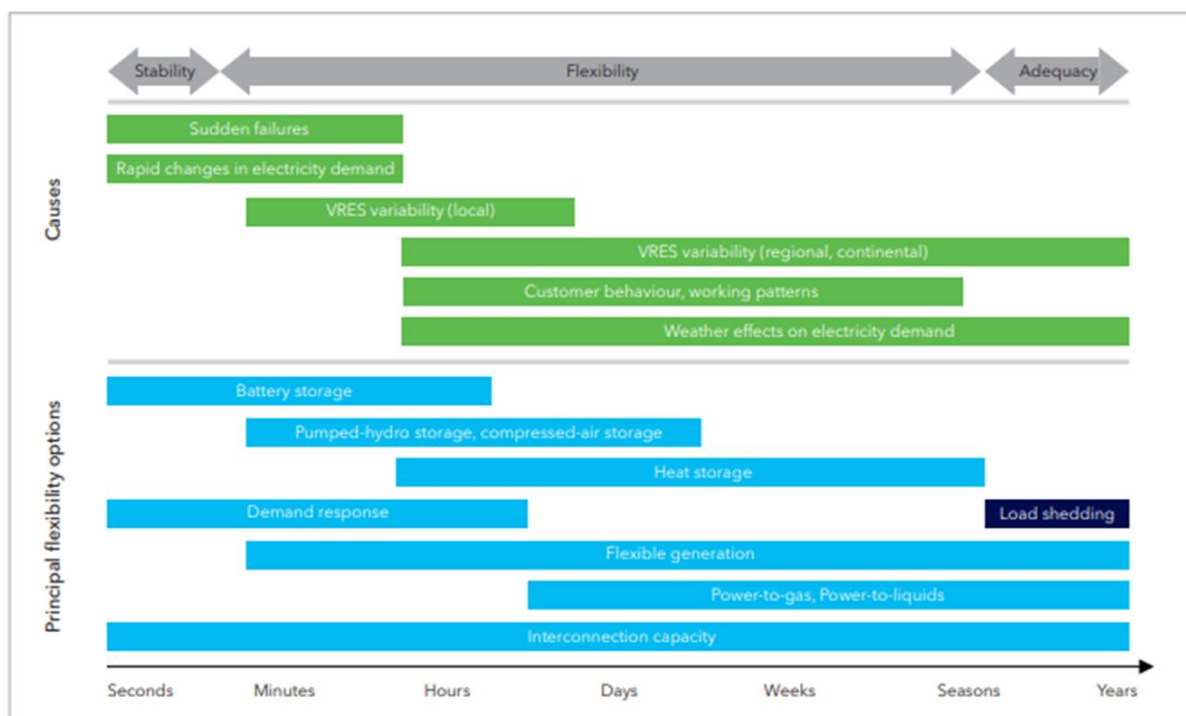 Stability
Flexibility
Adequacy
Causes
Sudden failures
Rapid changes in electricity demand
VRES variability (local)
VRES variability (regional, continental)
Customer behaviour, working patterns
Weather effects on electricity demand
Principal flexibility options
Battery storage
Pumped-hydro storage, compressed-air storage
Heat storage
Demand response
Load shedding
Flexible generation
Power-to-gas, Power-to-liquids
Interconnection capacity
Seconds
Minutes
Hours
Days
Weeks
Seasons
Years